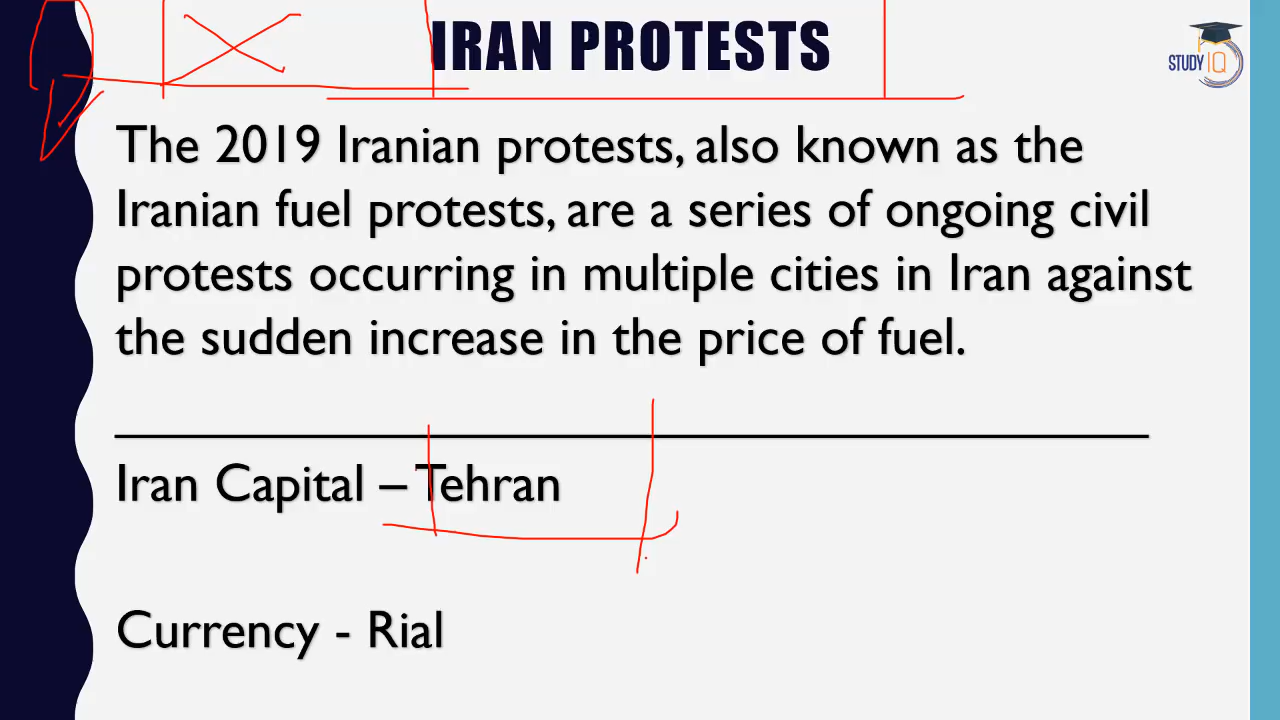 IRAN PROTESTS
STUDY IQ
The 2019 Iranian protests, also known as the
Iranian fuel protests, are a series of ongoing civil
protests occurring in multiple cities in Iran against
the sudden increase in the price of fuel.
Iran Capital – Tehran
Currency - Rial